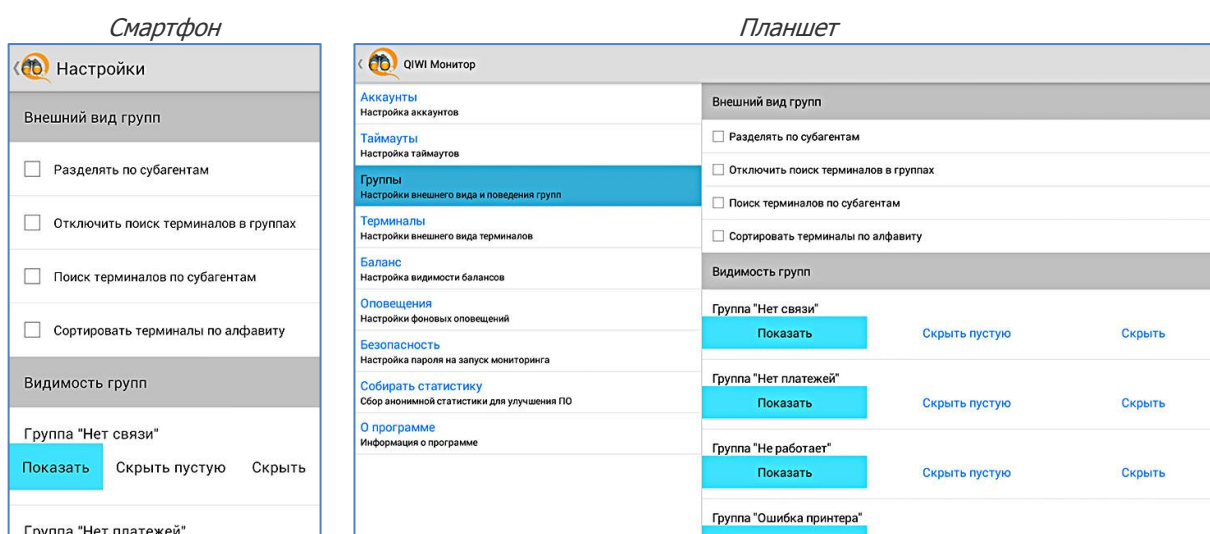 Смартфон
Настройки
Внешний вид групп
Разделять по субагентам
Отключить поиск терминалов в группах
Поиск терминалов по субагентам
Сортировать терминалы по алфавиту
Видимость групп
Группа "Нет связи"
Показать Скрыть пустую Скрыть
Группа "Нет платежей"
Планшет
QIWI Монитор
Аккаунты
Настройка аккаунтов
Таймауты
Настройка таймаутов
Группы
Настройки внешнего вида и поведения групп
Терминалы
Настройки внешнего вида терминалов
Баланс
Настройка видимости балансов
Оповещения
Настройки фоновых оповещений
Безопасность
Настройка пароля на запуск мониторинга
Собирать статистику
Сбор анонимной статистики для улучшения ПО
О программе
Информация о программе
Внешний вид групп
Разделять по субагентам
Отключить поиск терминалов в группах
Поиск терминалов по субагентам
Сортировать терминалы по алфавиту
Видимость групп
Группа "Нет связи"
Показать Скрыть пустую Скрыть
Группа "Нет платежей"
Показать Скрыть пустую Скрыть
Группа "Не работает"
Показать Скрыть пустую Скрыть
Группа "Ошибка принтера"